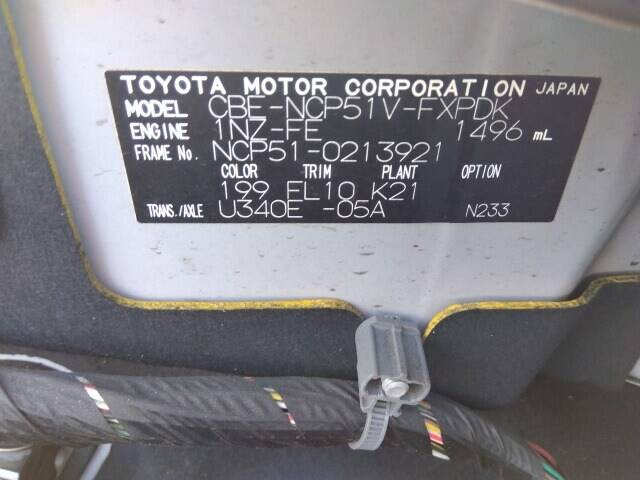 TOYOTA MOTOR CORPORATION JAPAN
MODEL CBE-NCP51V-FXPDK
ENGINE 1NZ-FE 1496 mL
FRAME No. NCP51-0213921
COLOR TRIM PLANT OPTION
199 FL10 K21
TRANS./AXLE U340E -05A N233